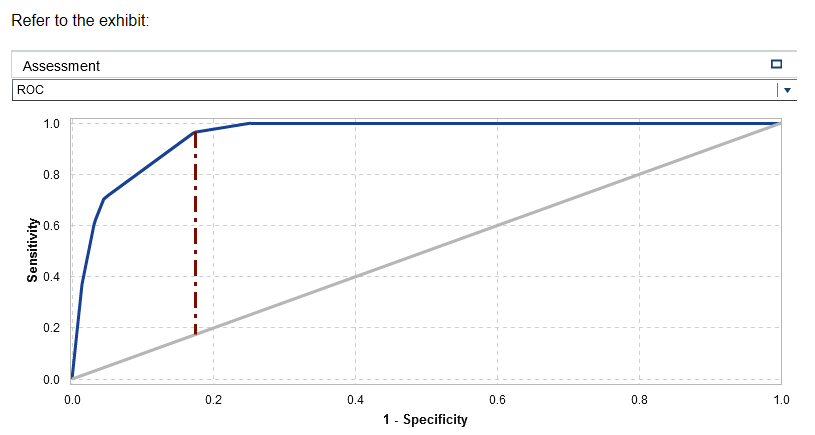 Refer to the exhibit:
Assessment
ROC
1.0
0.8
0.6
0.4
0.2
0.0
Sensitivity
0.0 0.2 0.4 0.6 0.8 1.0
1 - Specificity